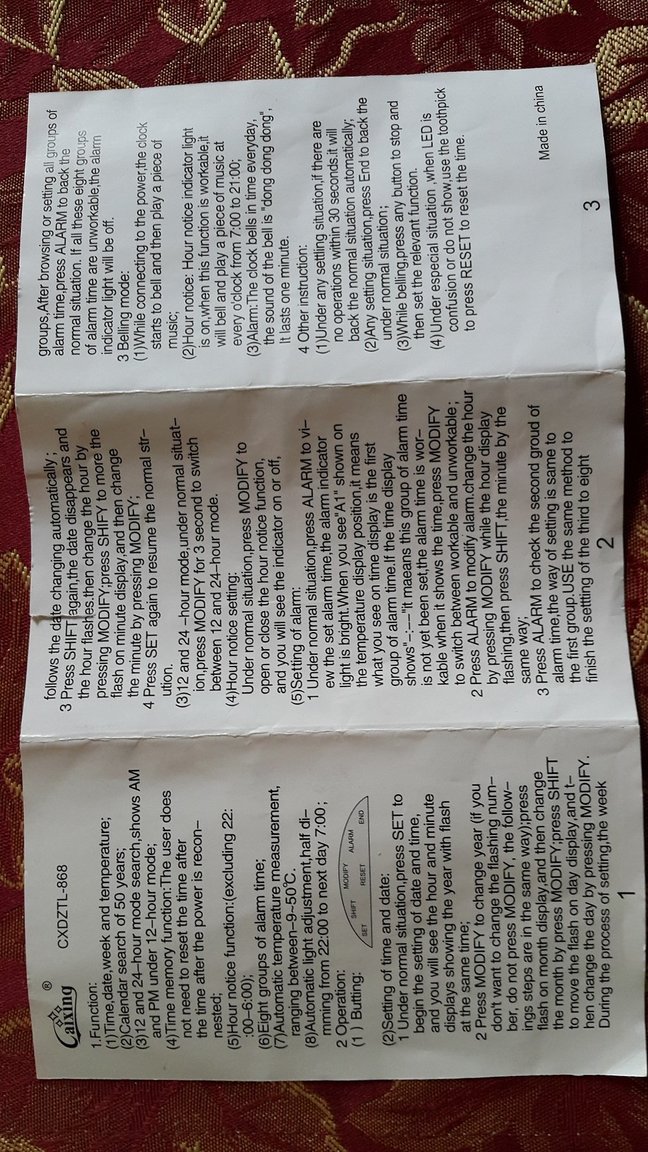 Caixing®
CXDZTL-868
1.Function:
(1)Time,date,week and temperature;
(2)Calendar search of 50 years;
(3)12 and 24-hour mode search,shows AM
and PM under 12-hour mode;
(4)Time memory function:The user does
not need to reset the time after
the time after the power is recon-
nested;
(5)Hour notice function:(excluding 22:
:00-6:00);
(6)Eight groups of alarm time;
(7)Automatic temperature measurement,
ranging between-9-50°C.
(8)Automatic light adjustment,half di-
mming from 22:00 to next day 7:00;
2 Operation:
(1) Butting:
SET SHIFT MODIFY RESET ALARM END
(2)Setting of time and date:
1 Under normal situation,press SET to
begin the setting of date and time,
and you will see the hour and minute
displays showing the year with flash
at the same time;
2 Press MODIFY to change year (if you
don't want to change the flashing num-
ber, do not press MODIFY, the follow-
ings steps are in the same way);press
flash on month display,and then change
the month by press MODIFY;press SHIFT
to move the flash on day display,and t-
hen change the day by pressing MODIFY.
During the process of setting,the week
1
follows the date changing automatically;
3 Press SHIFT again,the date disappears and
the hour flashes,then change the hour by
pressing MODIFY;press SHIFY to more the
flash on minute display,and then change
the minute by pressing MODIFY;
4 Press SET again to resume the normal str-
ution.
(3)12 and 24 -hour mode,under normal situat-
ion,press MODIFY for 3 second to switch
between 12 and 24-hour mode.
(4)Hour notice setting:
Under normal situation,press MODIFY to
open or close the hour notice function,
and you will see the indicator on or off,
(5)Setting of alarm:
1 Under normal situation,press ALARM to vi-
ew the set alarm time,the alarm indicator
light is bright.When you see"A1" shown on
the temperature display position,it means
what you see on time display is the first
group of alarm time.If the time display
shows"-:--"it maeans this group of alarm time
is not yet been set,the alarm time is wor-
kable when it shows the time,press MODIFY
to switch between workable and unworkable;
2 Press ALARM to modify alarm.change the hour
by pressing MODIFY while the hour display
flashing,then press SHIFT,the minute by the
same way;
3 Press ALARM to check the second groud of
alarm time,the way of setting is same to
the first group.USE the same method to
finish the settting of the third to eight
2
groups,After browsing or setting all groups of
alarm time,press ALARM to back the
normal situation. If all these eight groups
of alarm time are unworkable,the alarm
indicator light will be off.
3 Belling mode:
(1)While connecting to the power,the clock
starts to bell and then play a piece of
music;
(2)Hour notice: Hour notice indicator light
is on,when this function is workable,it
will bell and play a piece of music at
every o'clock from 7:00 to 21:00;
(3)Alarm:The clock bells in time everyday,
the sound of the bell is "dong dong dong",
It lasts one minute.
4 Other instruction:
(1)Under any settling situation,if there are
no operations within 30 seconds.it will
back the normal situation automatically;
(2)Any setting situation,press End to back the
under normal situation;
(3)While belling,press any button to stop and
then set the relevant function.
(4)Under especial situation ,when LED is
confusion or do not show,use the toothpick
to press RESET to reset the time.
Made in china
3